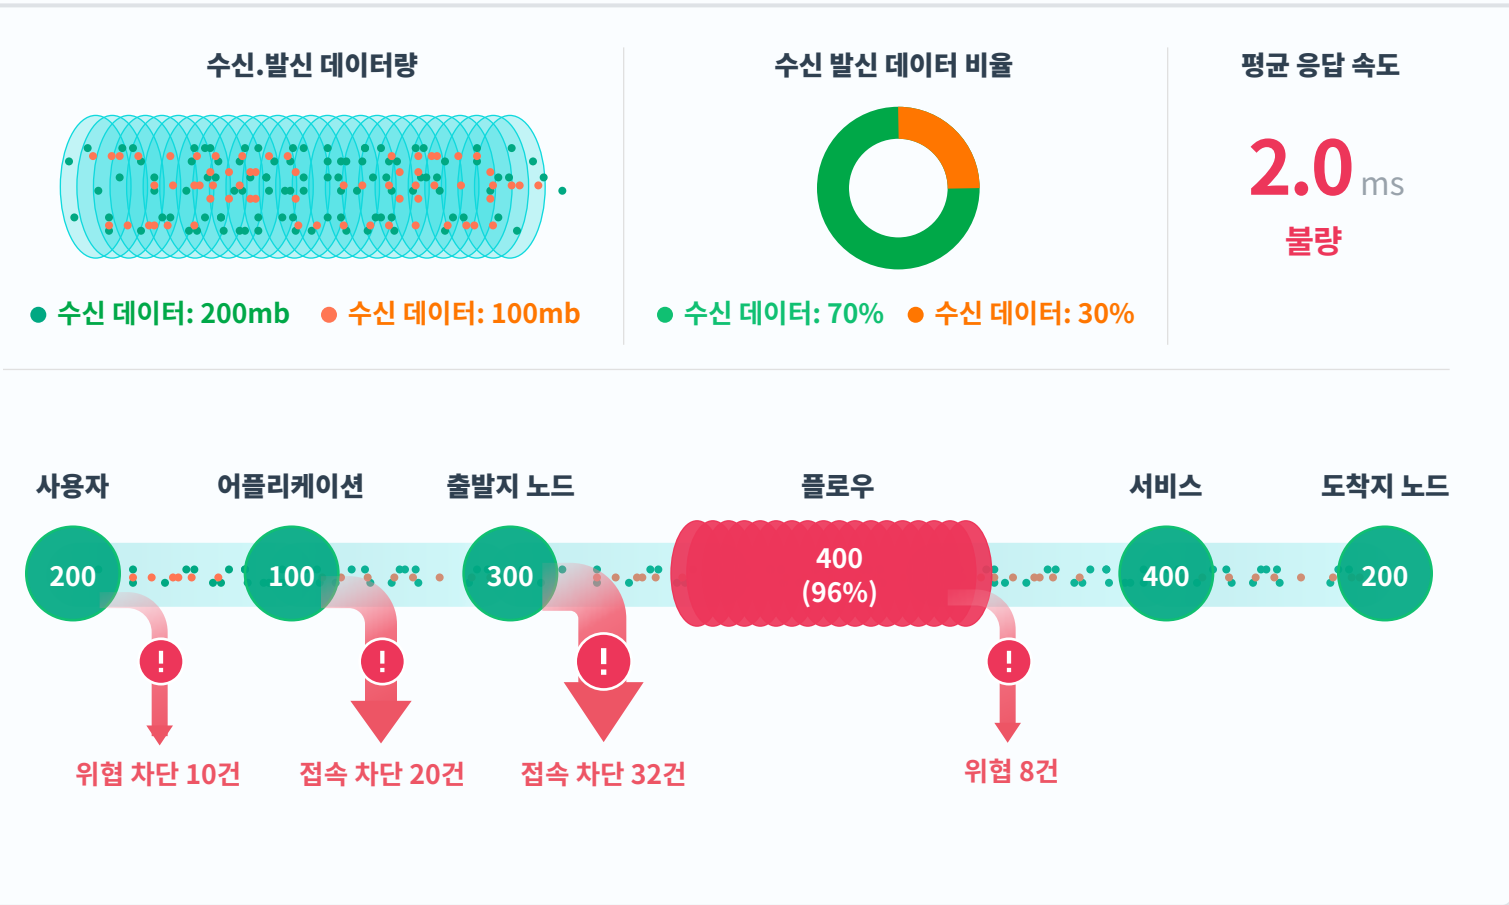 수신.발신 데이터량
수신 발신 데이터 비율
평균 응답 속도
2.0 ms
불량
수신 데이터: 200mb
수신 데이터: 100mb
수신 데이터: 70%
수신 데이터: 30%
사용자
어플리케이션
출발지 노드
플로우
서비스
도착지 노드
200
100
300
400
(96%)
400
200
!
!
!
!
위협 차단 10건
접속 차단 20건
접속 차단 32건
위협 8건